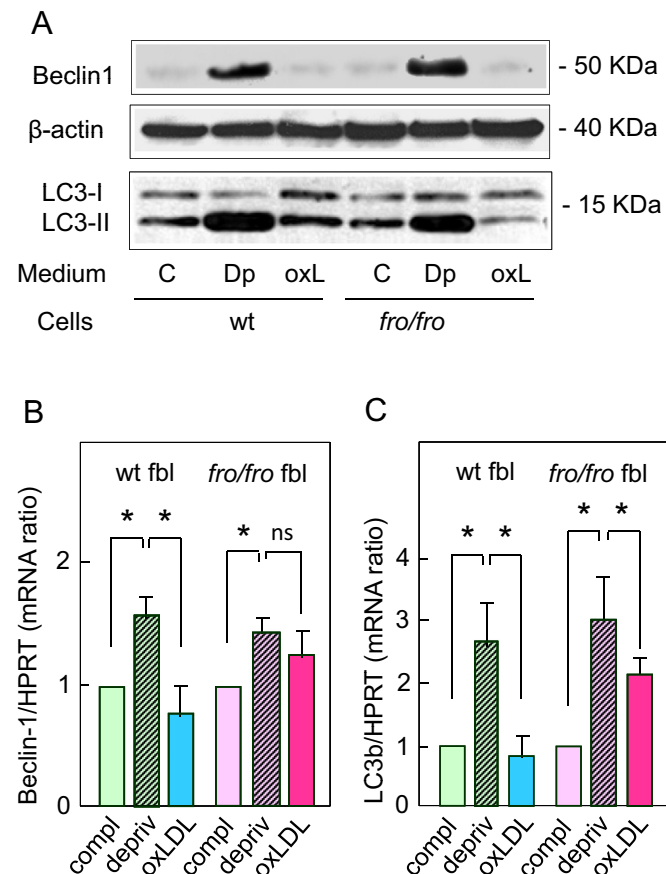 A
Beclin1
- 50 KDa
β-actin
- 40 KDa
LC3-I
LC3-II
- 15 KDa
Medium C Dp oxL C Dp oxL
Cells wt fro/fro
B
Beclin-1/HPRT (mRNA ratio)
2
1
0
wt fbl fro/fro fbl
* * * ns
compl depriv oxLDL compl depriv oxLDL
C
LC3b/HPRT (mRNA ratio)
4
3
2
1
0
wt fbl fro/fro fbl
* * * *
compl depriv oxLDL compl depriv oxLDL